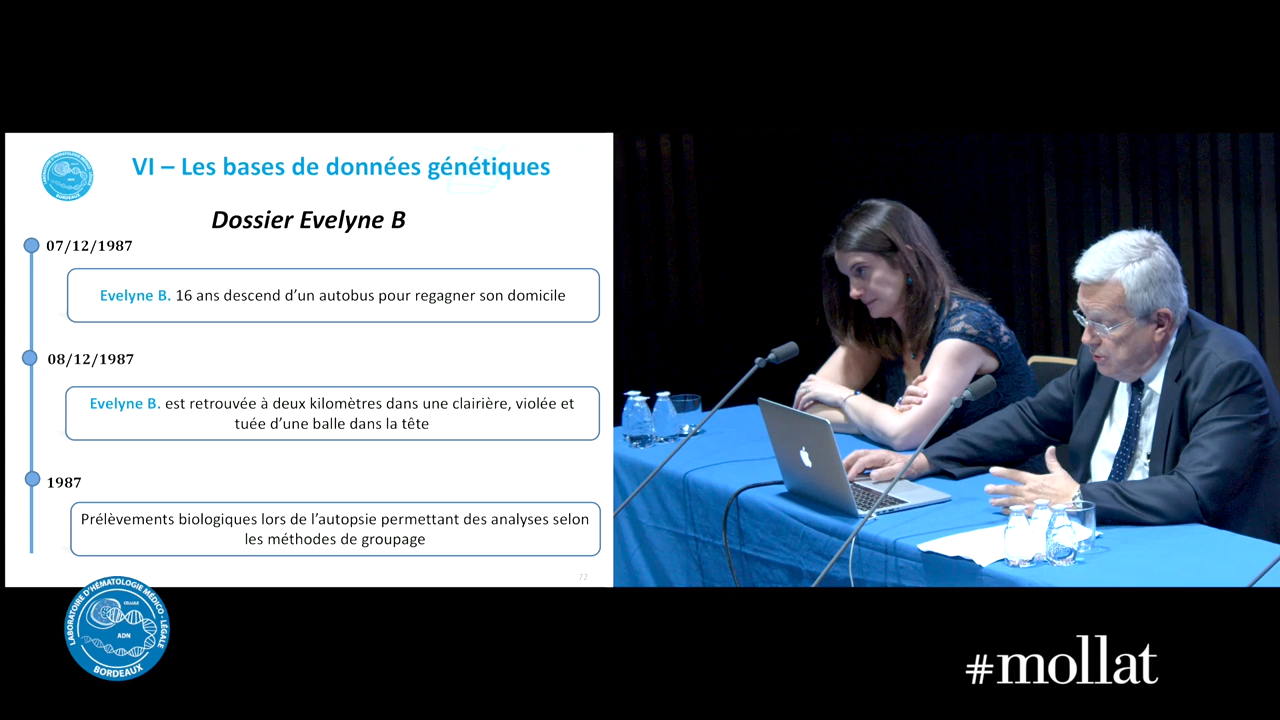 VI – Les bases de données génétiques
Dossier Evelyne B
07/12/1987
Evelyne B. 16 ans descend d'un autobus pour regagner son domicile
08/12/1987
Evelyne B. est retrouvée à deux kilomètres dans une clairière, violée et
tuée d'une balle dans la tête
1987
Prélèvements biologiques lors de l'autopsie permettant des analyses selon
les méthodes de groupage
72
LABORATOIRE D'HÉMATOLOGIE MÉDICO - LÉGALE
CELLULE
ADN
BORDEAUX
#mollat